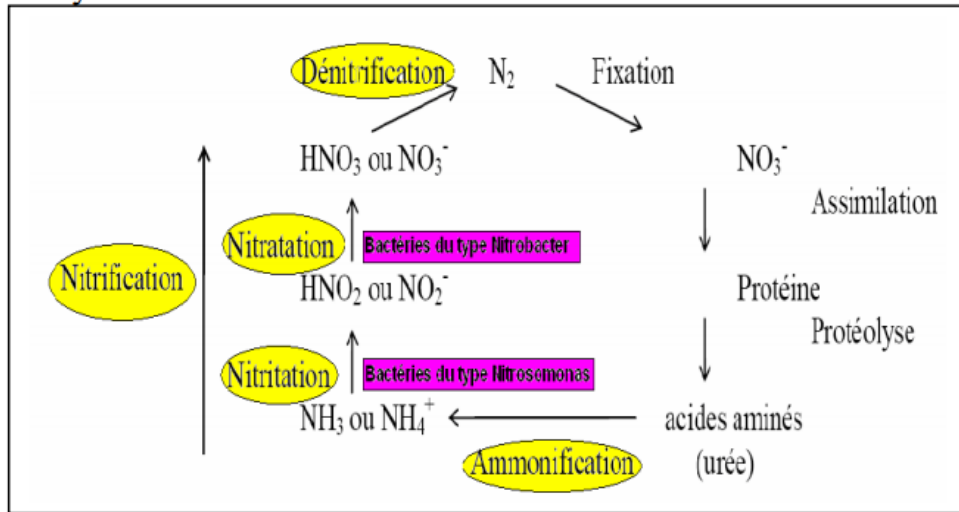 Dénitrification N₂ Fixation
HNO₃ ou NO₃⁻ NO₃⁻
Assimilation
Nitratation Bactéries du type Nitrobacter
Nitrification
HNO₂ ou NO₂⁻ Protéine
Protéolyse
Nitritation Bactéries du type Nitrosomonas
NH₃ ou NH₄⁺ acides aminés
Ammonification (urée)